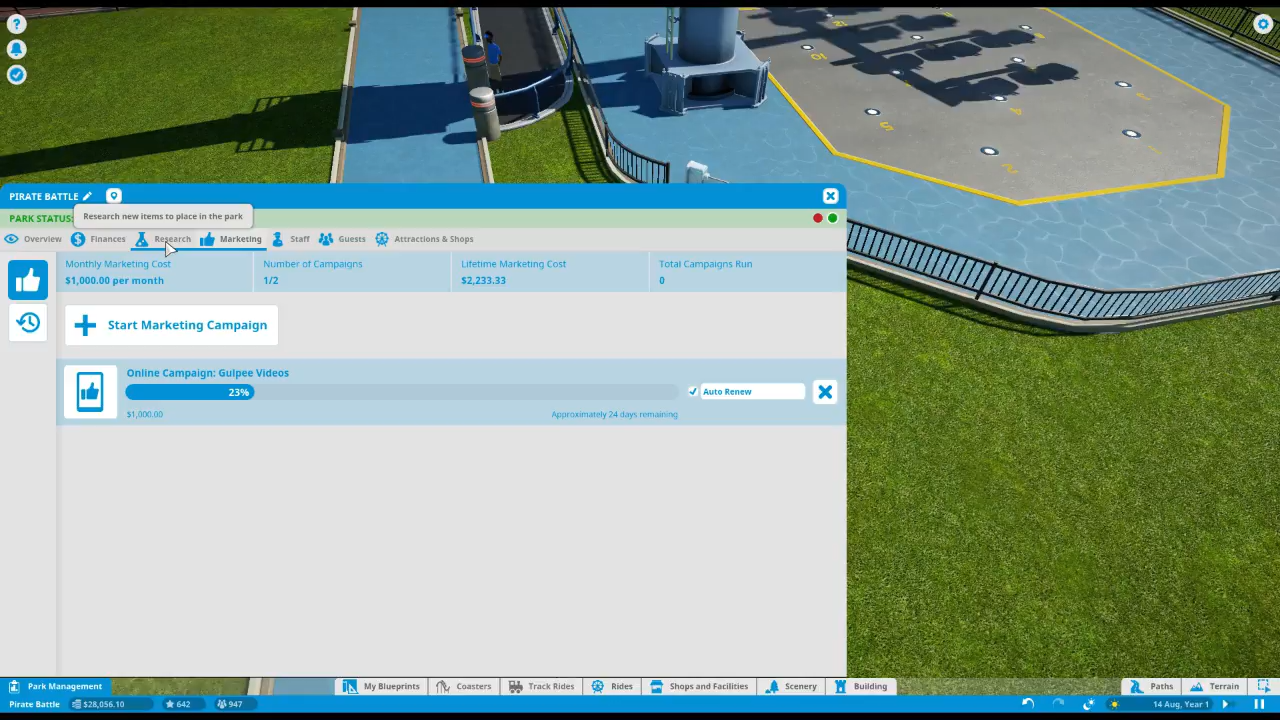 PIRATE BATTLE
PARK STATUS:
Research new items to place in the park
Overview
Finances
Research
Marketing
Staff
Guests
Attractions & Shops
Monthly Marketing Cost
$1,000.00 per month
Number of Campaigns
1/2
Lifetime Marketing Cost
$2,233.33
Total Campaigns Run
0
Start Marketing Campaign
Online Campaign: Gulpee Videos
23%
Auto Renew
$1,000.00
Approximately 24 days remaining
Park Management
My Blueprints
Coasters
Track Rides
Rides
Shops and Facilities
Scenery
Building
Paths
Terrain
Pirate Battle
$28,056.10
642
947
14 Aug, Year 1